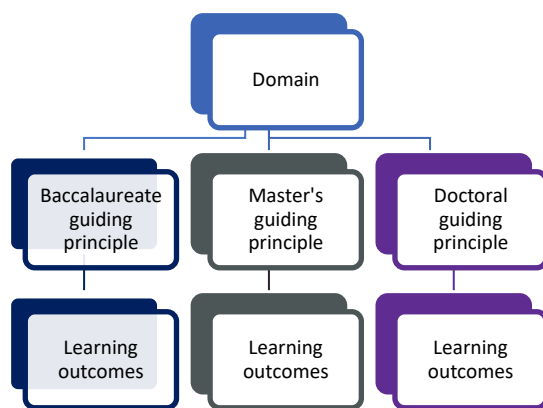 Domain
Baccalaureate
guiding
principle
Master's
guiding
principle
Doctoral
guiding
principle
Learning
outcomes
Learning
outcomes
Learning
outcomes